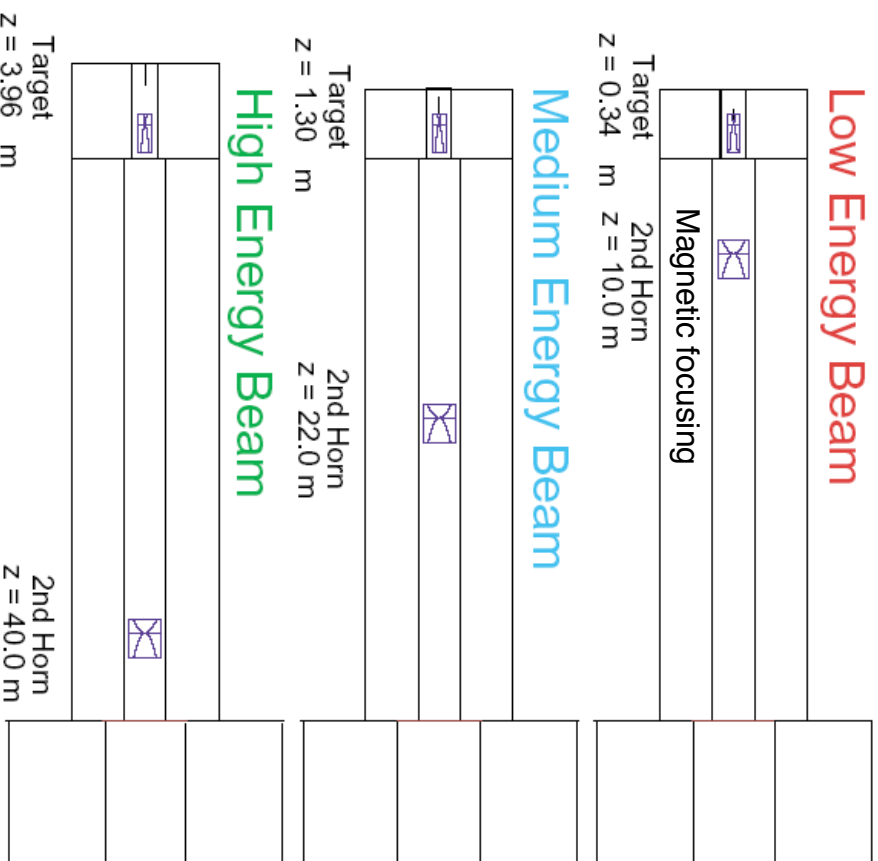 Low Energy Beam
Magnetic focusing
Target
z = 0.34 m
2nd Horn
z = 10.0 m
Medium Energy Beam
Target
z = 1.30 m
2nd Horn
z = 22.0 m
High Energy Beam
Target
z = 3.96 m
2nd Horn
z = 40.0 m